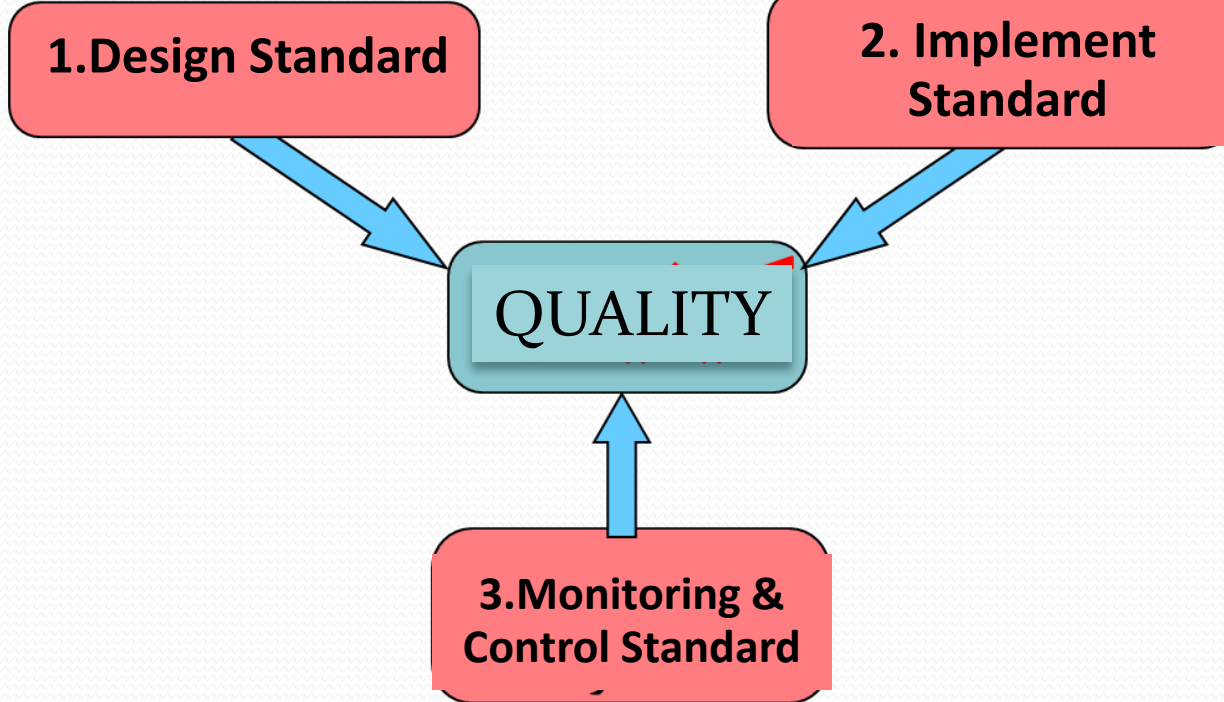 1.Design Standard
2. Implement
Standard
QUALITY
3.Monitoring &
Control Standard